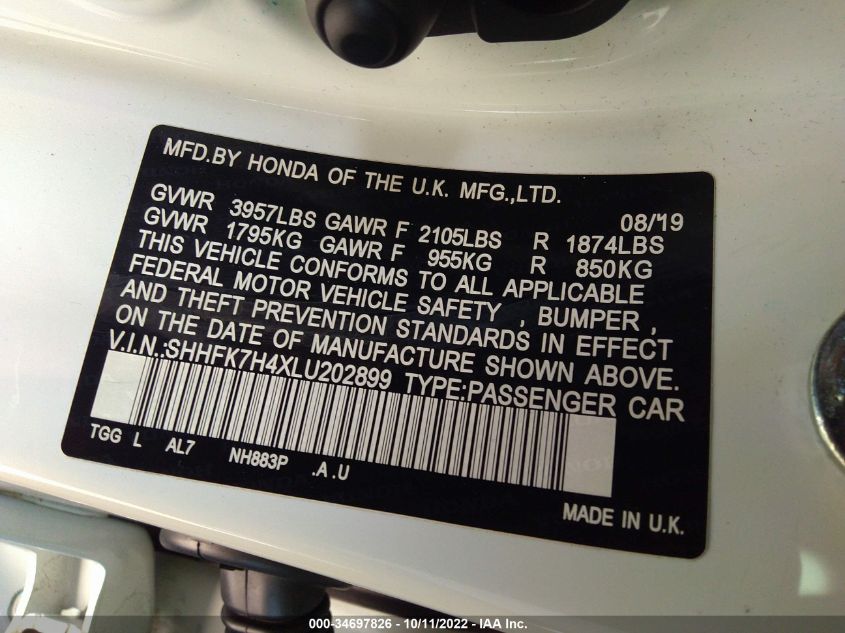 MFD.BY HONDA OF THE U.K. MFG.,LTD.
08/'19
GVWR 3957LBS GAWR F 2105LBS R 1874LBS
GVWR 1795KG GAWR F 955KG R 850KG
THIS VEHICLE CONFORMS TO ALL APPLICABLE
FEDERAL MOTOR VEHICLE SAFETY , BUMPER ,
AND THEFT PREVENTION STANDARDS IN EFFECT
ON THE DATE OF MANUFACTURE SHOWN ABOVE.
V.I.N.:SHHFK7H4XLU202899 TYPE:PASSENGER CAR
TGG L AL7 NH883P .A .U
MADE IN U.K.
000-34697826 - 10/11/2022 - IAA Inc.